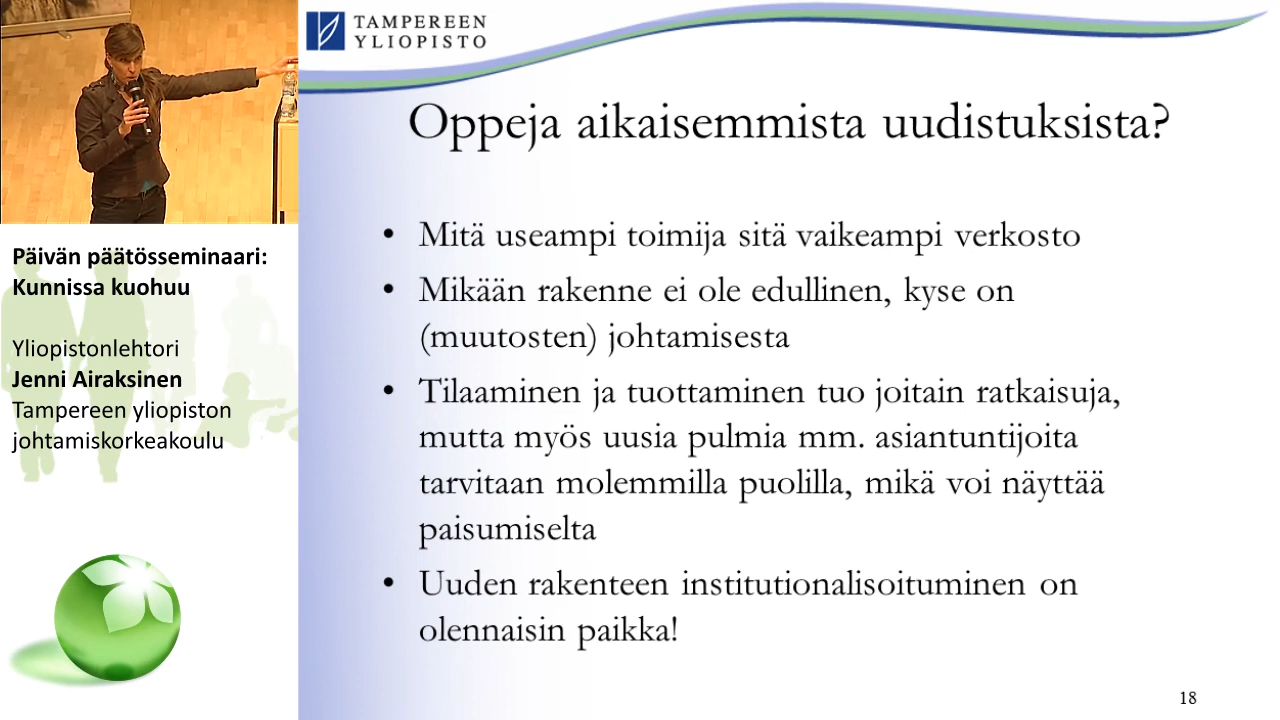 TAMPEREEN
YLIOPISTO
Oppeja aikaisemmista uudistuksista?
• Mitä useampi toimija sitä vaikeampi verkosto
• Mikään rakenne ei ole edullinen, kyse on
(muutosten) johtamisesta
• Tilaaminen ja tuottaminen tuo joitain ratkaisuja,
mutta myös uusia pulmia mm. asiantuntijoita
tarvitaan molemmilla puolilla, mikä voi näyttää
paisumiselta
• Uuden rakenteen institutionalisoituminen on
olennaisin paikka!
18
Päivän päätösseminaari:
Kunnissa kuohuu
Yliopistonlehtori
Jenni Airaksinen
Tampereen yliopiston
johtamiskorkeakoulu